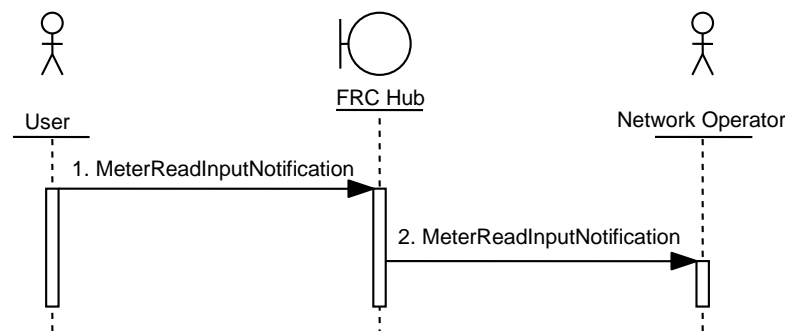 FRC Hub
User
Network Operator
1. MeterReadInputNotification
2. MeterReadInputNotification